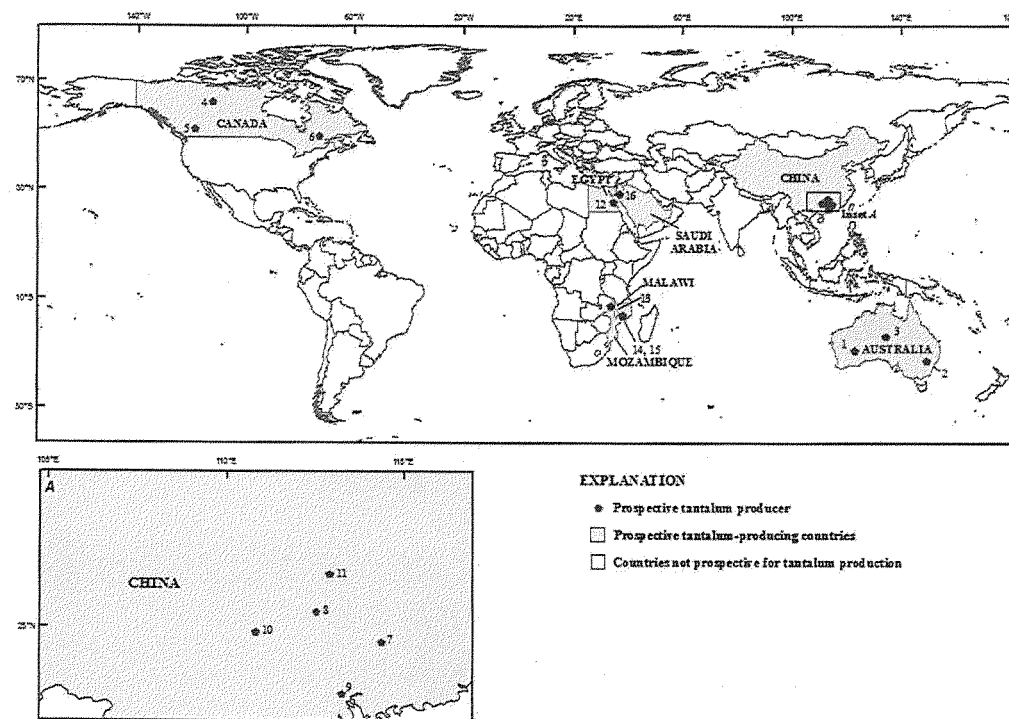 140°W 100°W 60°W 20°W 20°E 60°E 100°E 140°E
70°N
4
CANADA
5
6
CHINA
EGYPT
16
12
Inset A
SAUDI
ARABIA
MALAWI
13
10°S
14, 15
MOZAMBIQUE
3
1
AUSTRALIA
2
50°S
105°E 110°E 115°E
A
11
CHINA
8
10
7
25°N
9
EXPLANATION
Prospective tantalum producer
Prospective tantalum-producing countries
Countries not prospective for tantalum production